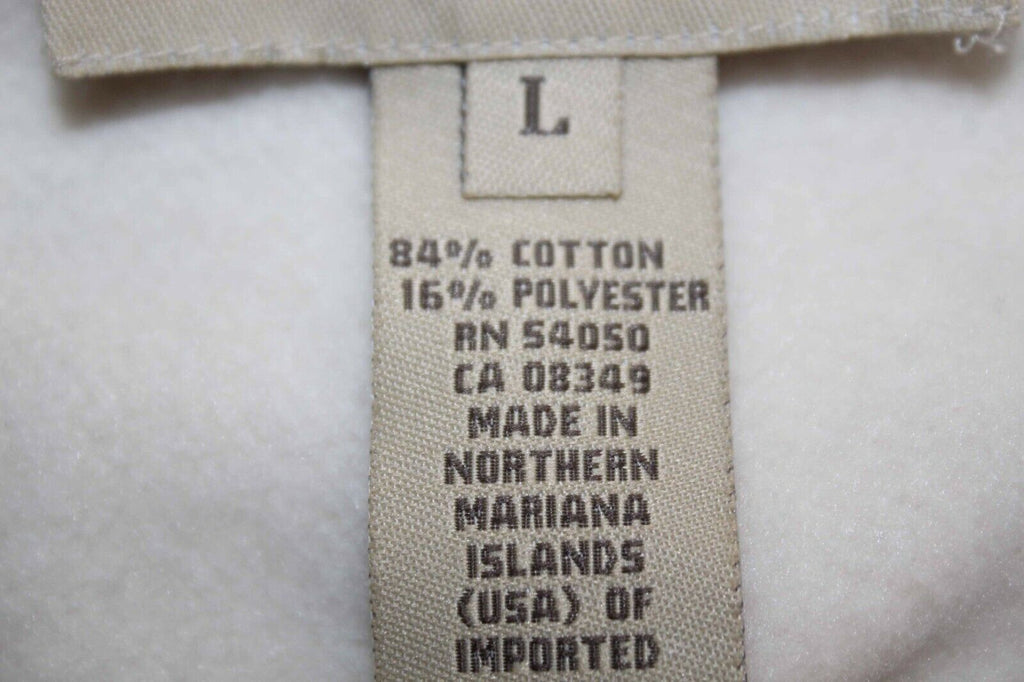 L
84% COTTON
16% POLYESTER
RN 54050
CA 08349
MADE IN
NORTHERN
MARIANA
ISLANDS
(USA) OF
IMPORTED